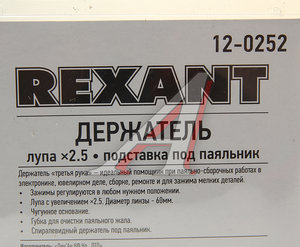 12-0252
REXANT
ДЕРЖАТЕЛЬ
лупа ×2.5 • подставка под паяльник
Держатель «третья рука» – идеальный помощник при паяльно-сборочных работах в
электронике, ювелирном деле, сборке, ремонте и для зажима мелких деталей.
• Зажимы регулируются в любом нужном положении.
• Лупа с увеличением ×2.5. Диаметр линзы - 60мм.
• Чугунное основание.
• Губка для очистки паяльного жала.
• Спиралевидный держатель под паяльник.